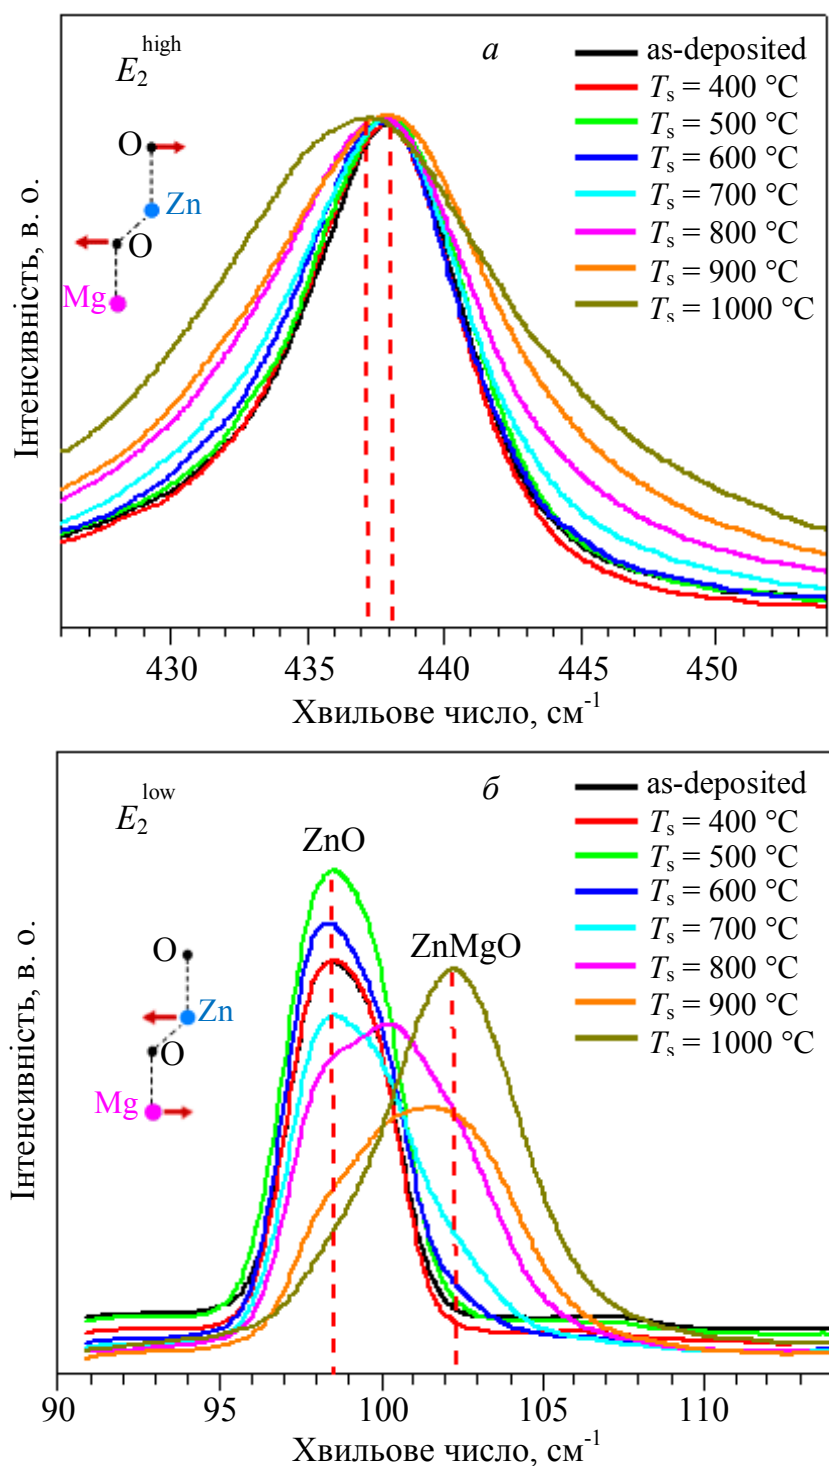 E₂ʰⁱᵍʰ
а
as-deposited
Tₛ = 400 °C
Tₛ = 500 °C
Tₛ = 600 °C
Tₛ = 700 °C
Tₛ = 800 °C
Tₛ = 900 °C
Tₛ = 1000 °C
O
Zn
O
Mg
Інтенсивність, в. о.
430 435 440 445 450
Хвильове число, см⁻¹
E₂ˡᵒʷ
б
as-deposited
Tₛ = 400 °C
Tₛ = 500 °C
Tₛ = 600 °C
Tₛ = 700 °C
Tₛ = 800 °C
Tₛ = 900 °C
Tₛ = 1000 °C
ZnO
ZnMgO
O
Zn
O
Mg
Інтенсивність, в. о.
90 95 100 105 110
Хвильове число, см⁻¹